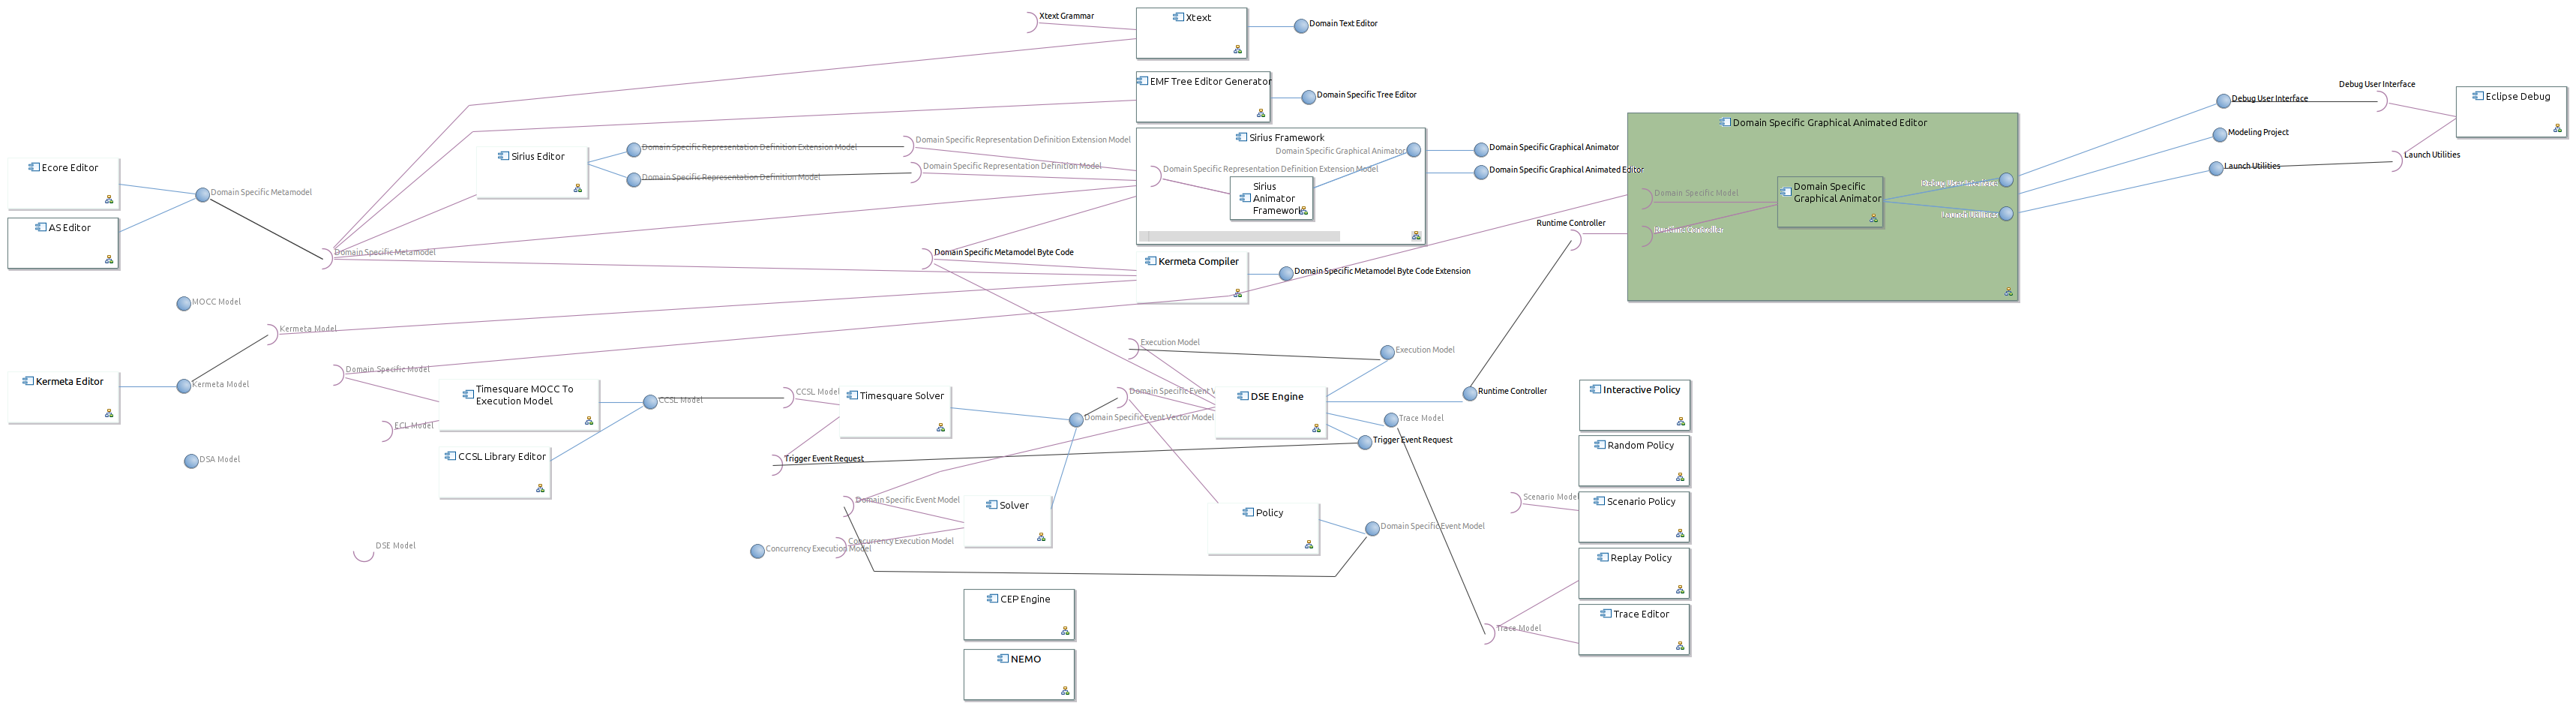 Xtext Grammar
Xtext
Domain Text Editor
EMF Tree Editor Generator
Domain Specific Tree Editor
Debug User Interface
Debug User Interface
Eclipse Debug
Domain Specific Graphical Animated Editor
Modeling Project
Launch Utilities
Launch Utilities
Sirius Framework
Domain Specific Representation Definition Extension Model
Domain Specific Representation Definition Extension Model
Domain Specific Graphical Animator
Domain Specific Graphical Animator
Sirius Editor
Ecore Editor
Domain Specific Representation Definition Model
Domain Specific Representation Definition Model
Domain Specific Representation Definition Extension Model
Domain Specific Graphical Animated Editor
Sirius
Animator
Framework
Domain Specific Metamodel
Domain Specific Model
Domain Specific
Graphical Animator
Debug User Interface
Launch Utilities
Runtime Controller
Runtime Controller
AS Editor
Domain Specific Metamodel
Domain Specific Metamodel Byte Code
Kermeta Compiler
Domain Specific Metamodel Byte Code Extension
MOCC Model
Kermeta Model
Execution Model
Execution Model
Domain Specific Model
Kermeta Editor
Kermeta Model
Timesquare MOCC To
Execution Model
CCSL Model
CCSL Model
Timesquare Solver
Domain Specific Event V
DSE Engine
Runtime Controller
Interactive Policy
Domain Specific Event Vector Model
Trace Model
ECL Model
Trigger Event Request
Random Policy
CCSL Library Editor
DSA Model
Trigger Event Request
Domain Specific Event Model
Solver
Policy
Scenario Model
Scenario Policy
Domain Specific Event Model
DSE Model
Concurrency Execution Model
Concurrency Execution Model
Replay Policy
CEP Engine
Trace Model
Trace Editor
NEMO